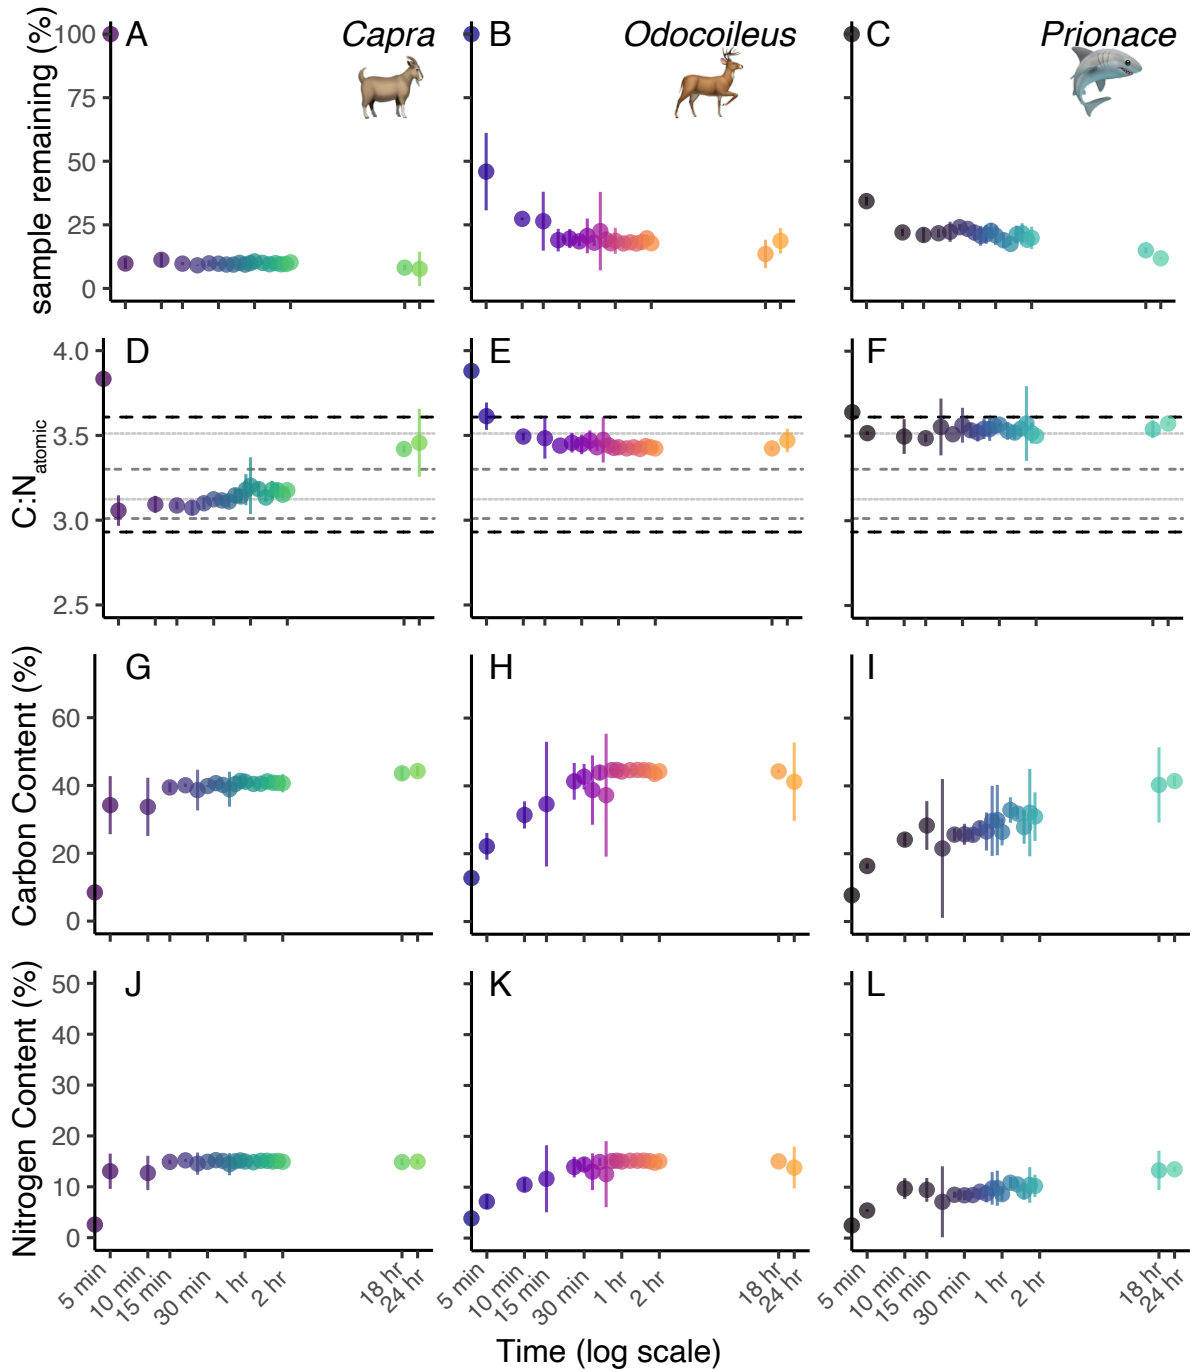 A Capra B Odocoileus C Prionace
sample remaining (%)
100
75
50
25
0
D E F
C:Natomic
4.0
3.5
3.0
2.5
G H I
Carbon Content (%)
60
40
20
0
J K L
Nitrogen Content (%)
50
40
30
20
10
0
5 min 10 min 15 min 30 min 1 hr 2 hr 18 hr 24 hr 5 min 10 min 15 min 30 min 1 hr 2 hr 18 hr 24 hr 5 min 10 min 15 min 30 min 1 hr 2 hr 18 hr 24 hr
Time (log scale)